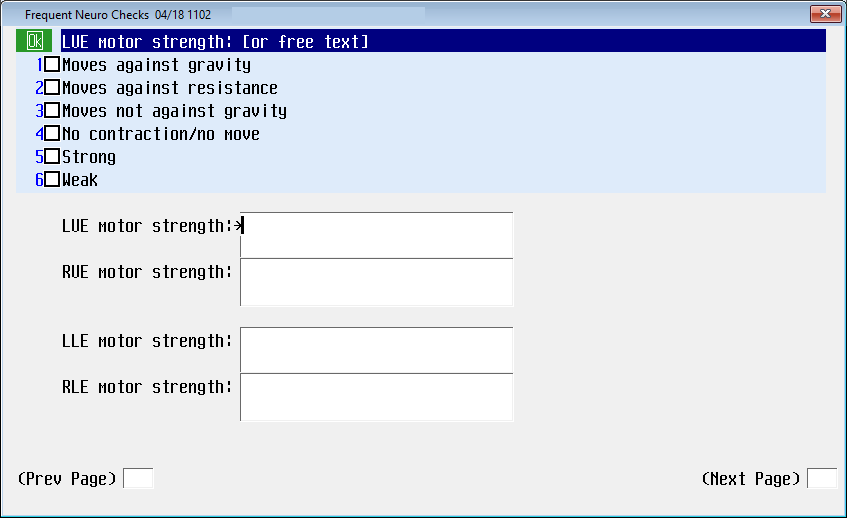 Frequent Neuro Checks 04/18 1102
Ok LUE motor strength: [or free text]
1 Moves against gravity
2 Moves against resistance
3 Moves not against gravity
4 No contraction/no move
5 Strong
6 Weak
LUE motor strength:→
RUE motor strength:
LLE motor strength:
RLE motor strength:
(Prev Page) (Next Page)